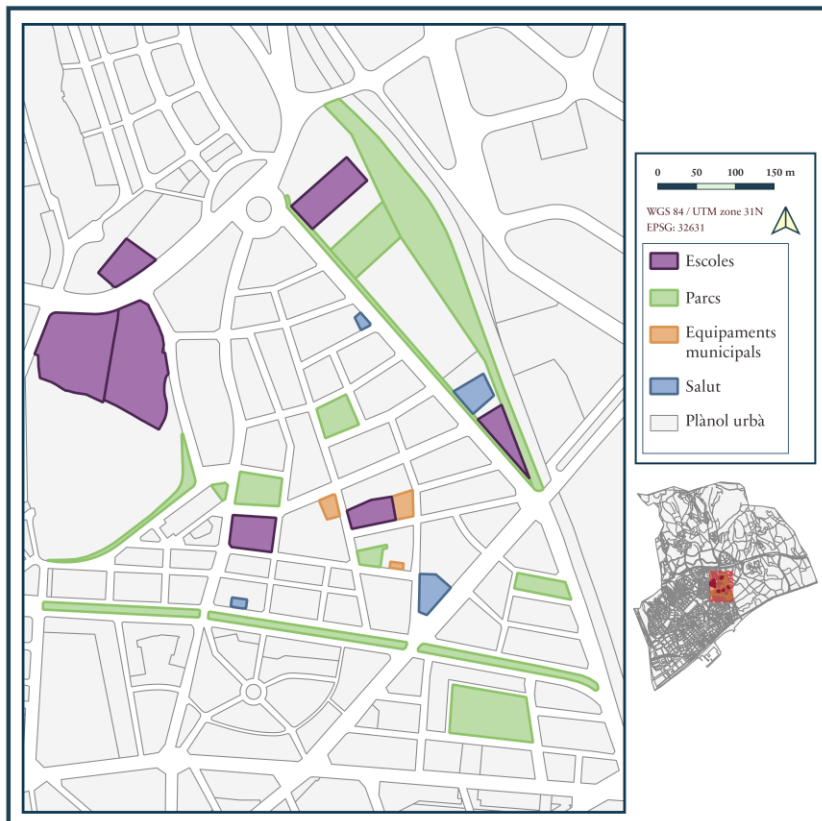 0 50 100 150 m
WGS 84 / UTM zone 31N
EPSG: 32631
Escoles
Parcs
Equipaments
municipals
Salut
Plànol urbà